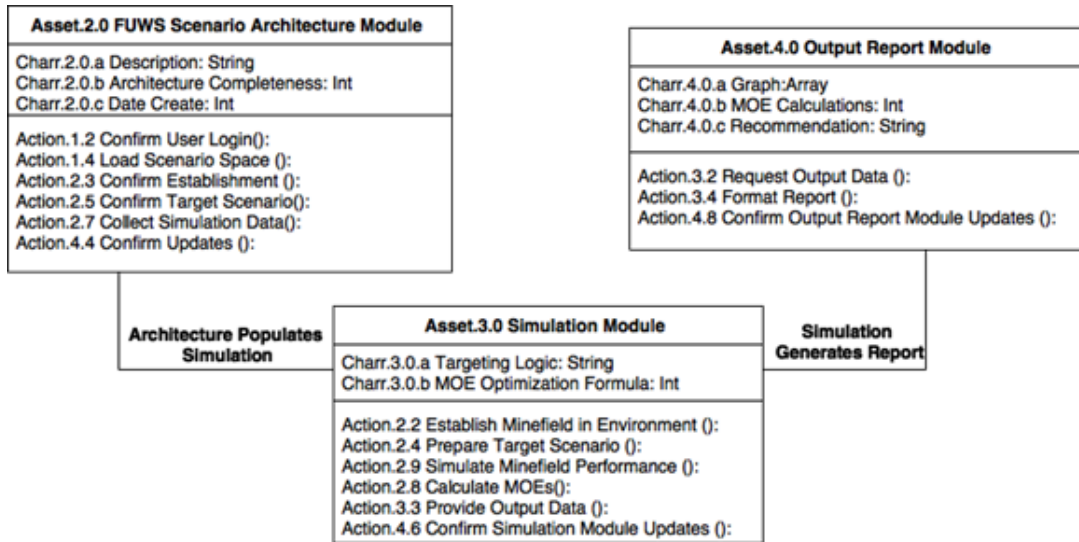 Asset.2.0 FUWS Scenario Architecture Module
Charr.2.0.a Description: String
Charr.2.0.b Architecture Completeness: Int
Charr.2.0.c Date Create: Int
Action.1.2 Confirm User Login():
Action.1.4 Load Scenario Space ():
Action.2.3 Confirm Establishment ():
Action.2.5 Confirm Target Scenario():
Action.2.7 Collect Simulation Data():
Action.4.4 Confirm Updates ():
Asset.4.0 Output Report Module
Charr.4.0.a Graph:Array
Charr.4.0.b MOE Calculations: Int
Charr.4.0.c Recommendation: String
Action.3.2 Request Output Data ():
Action.3.4 Format Report ():
Action.4.8 Confirm Output Report Module Updates ():
Architecture Populates
Simulation
Asset.3.0 Simulation Module
Charr.3.0.a Targeting Logic: String
Charr.3.0.b MOE Optimization Formula: Int
Action.2.2 Establish Minefield in Environment ():
Action.2.4 Prepare Target Scenario ():
Action.2.9 Simulate Minefield Performance ():
Action.2.8 Calculate MOEs():
Action.3.3 Provide Output Data ():
Action.4.6 Confirm Simulation Module Updates ():
Simulation
Generates Report